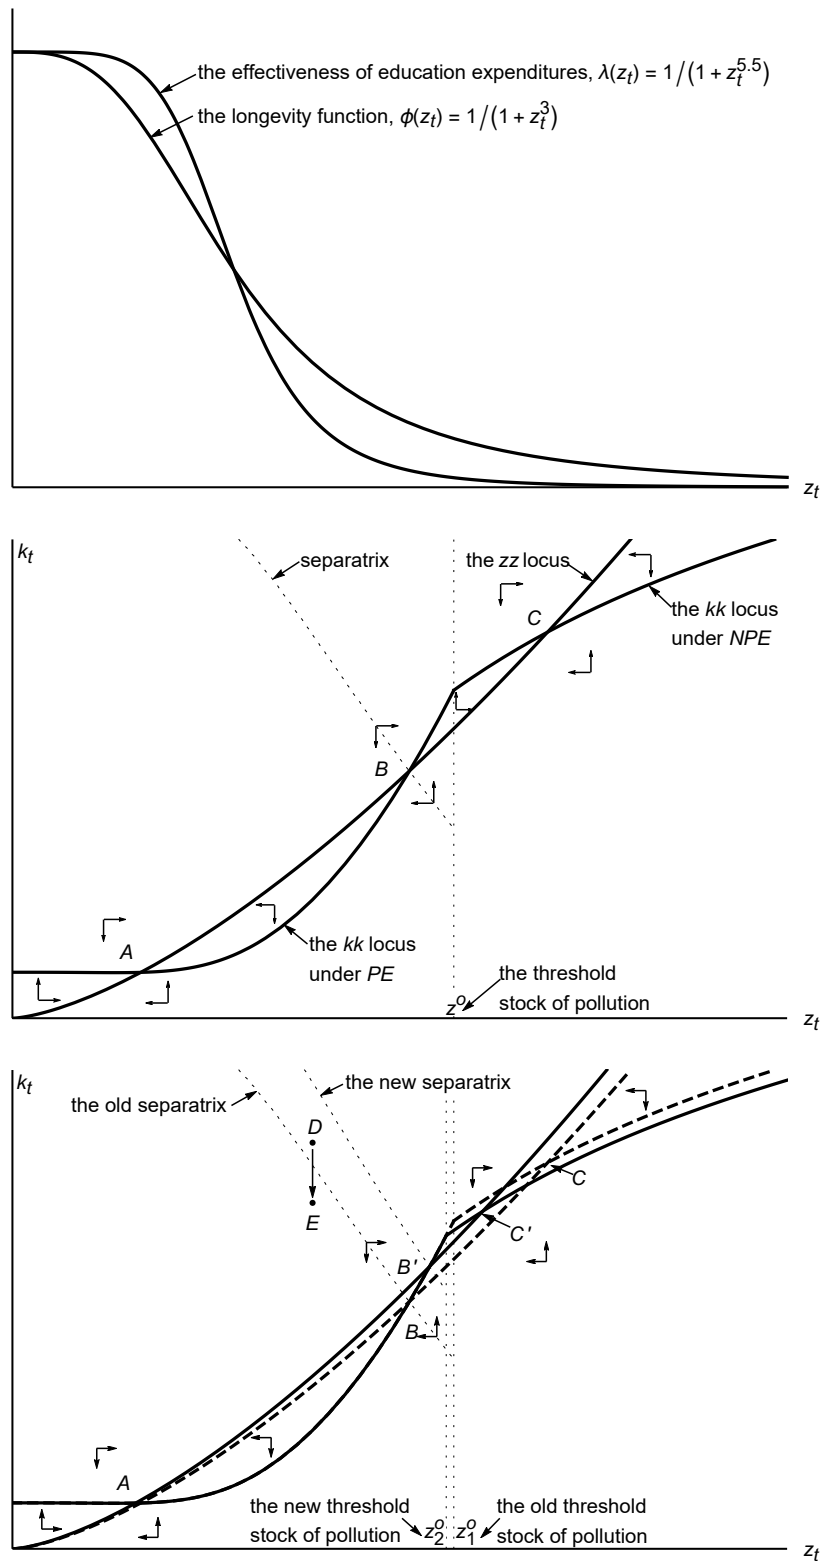 the effectiveness of education expenditures, λ(z_t) = 1/(1 + z_t^5.5)
the longevity function, ϕ(z_t) = 1/(1 + z_t^3)
z_t
k_t
separatrix
the zz locus
C
the kk locus
under NPE
B
A
the kk locus
under PE
the threshold
stock of pollution
z^o
z_t
k_t
the new separatrix
the old separatrix
D
E
C
C'
B'
B
A
the new threshold
stock of pollution
z_2^o
z_1^o
the old threshold
stock of pollution
z_t